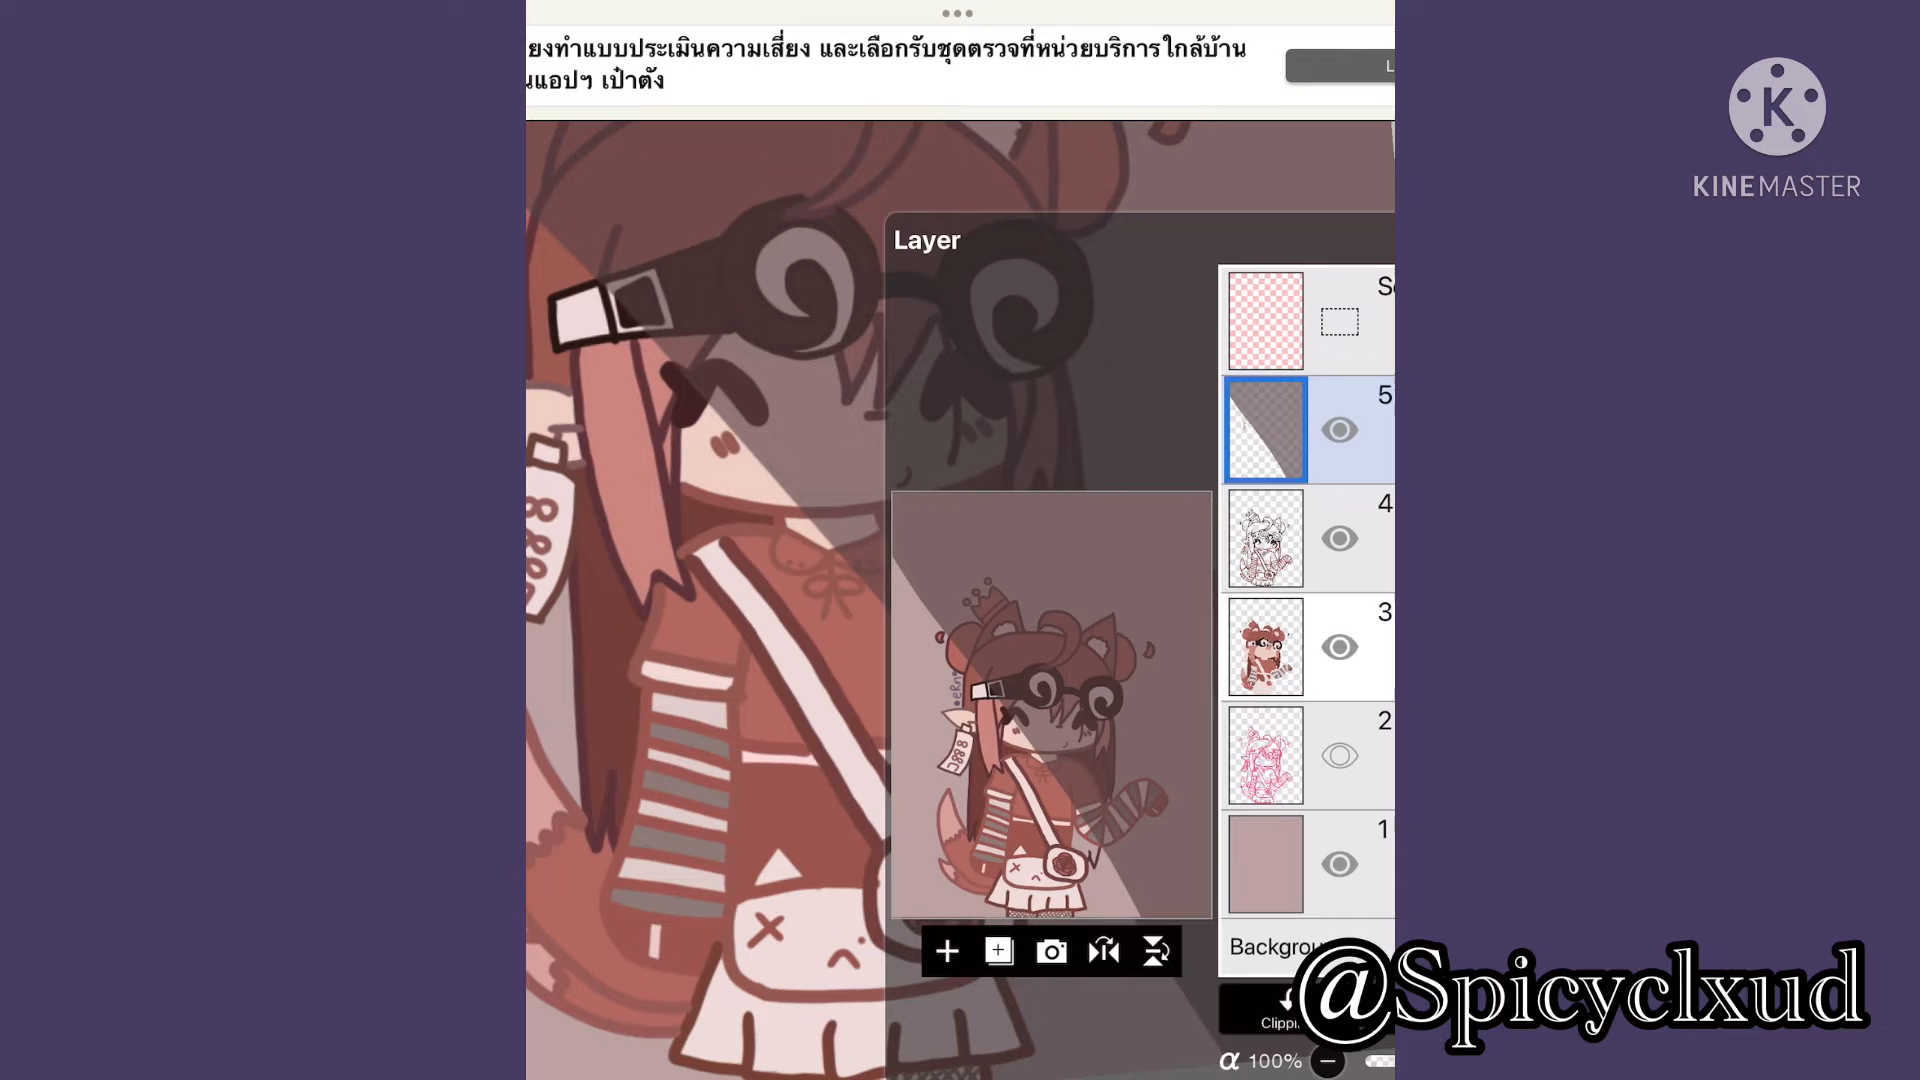 ยงทำแบบประเมินความเสี่ยง และเลือกรับชุดตรวจที่หน่วยบริการใกล้บ้าน
นแอปฯ เป๋าตัง
K
KINEMASTER
Layer
5
4
3
2
1
α 100%
@Spicyclxud